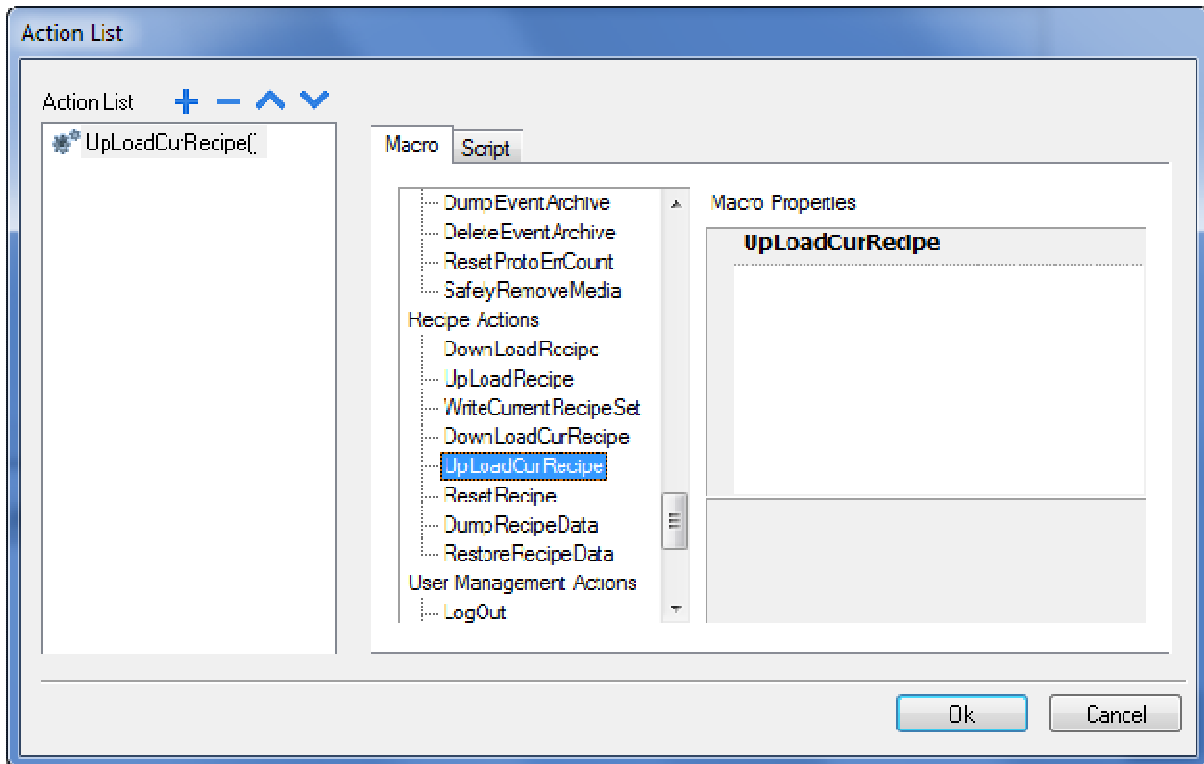 Action List
Action List
UpLoadCurRecipe()
Macro
Script
DumpEventArchive
DeleteEventArchive
ResetProtoErrCount
SafelyRemoveMedia
Recipe Actions
DownLoadRecipe
UpLoadRecipe
WriteCurrentRecipeSet
DownLoadCurRecipe
UpLoadCurRecipe
ResetRecipe
DumpRecipeData
RestoreRecipeData
User Management Actions
LogOut
Macro Properties
UpLoadCurRecipe
Ok
Cancel